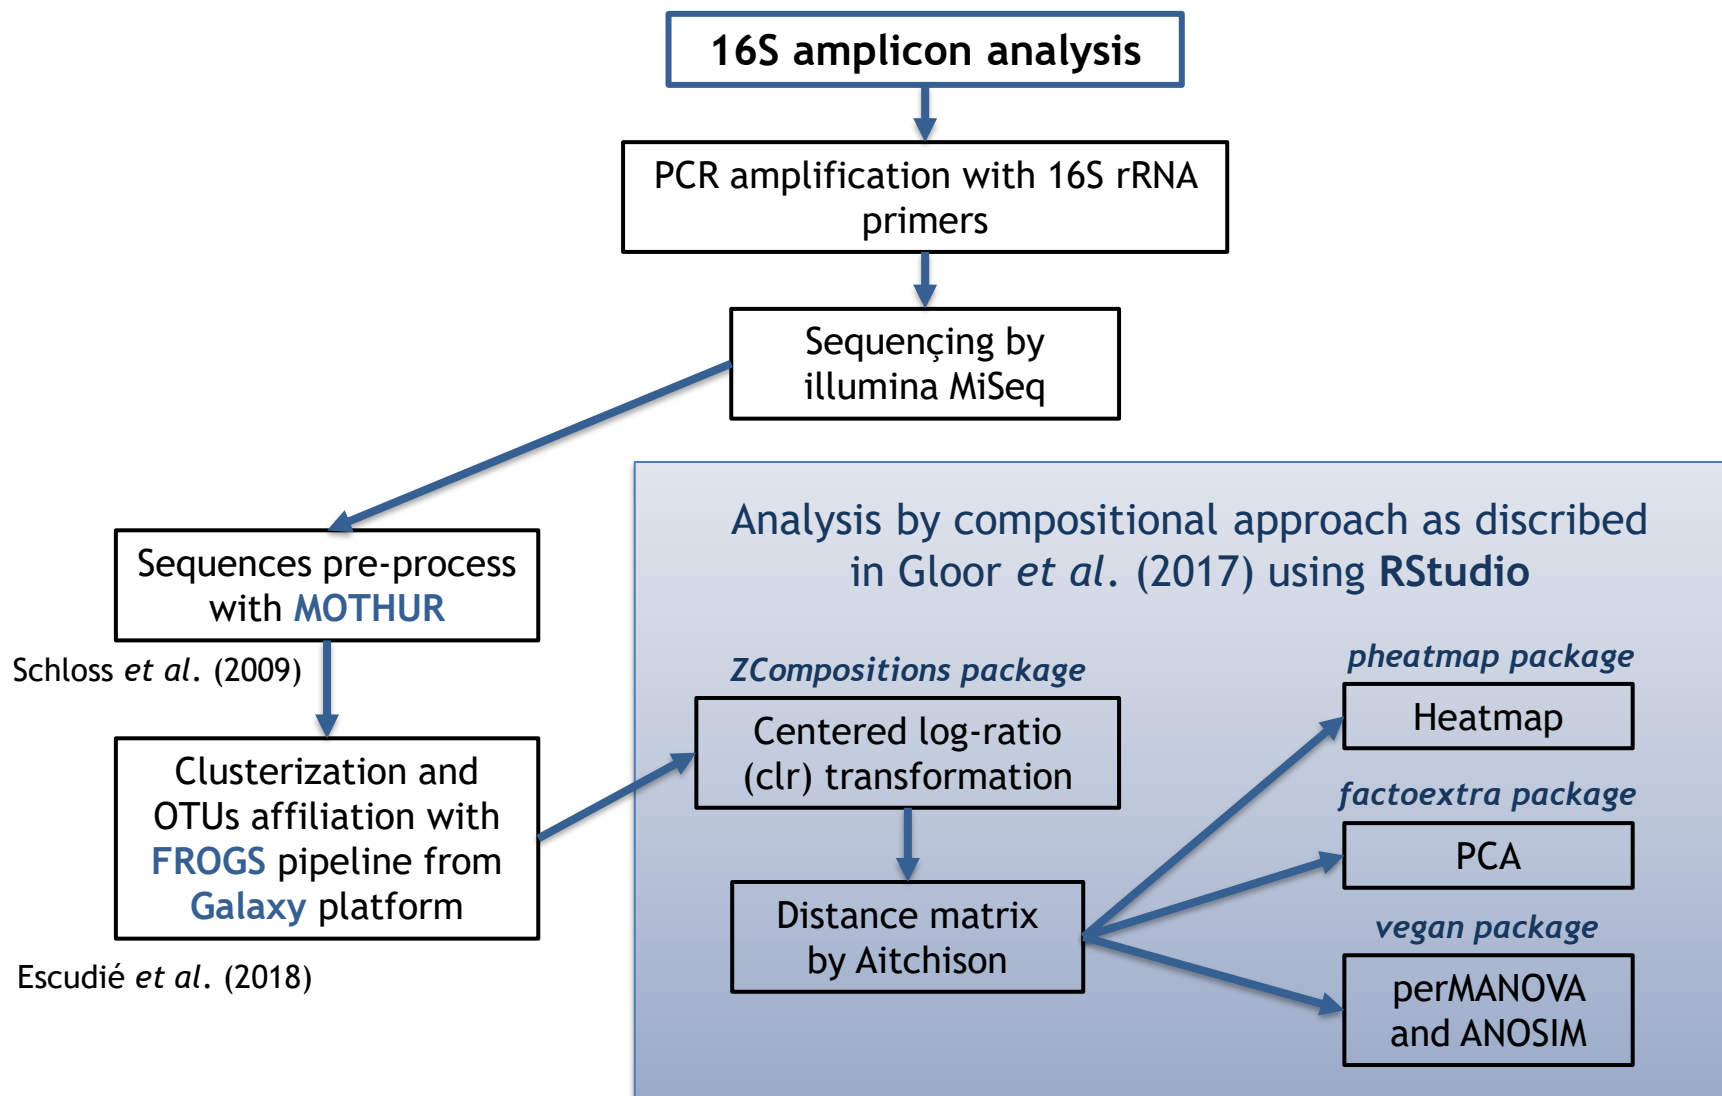 16S amplicon analysis
PCR amplification with 16S rRNA
primers
Sequençing by
illumina MiSeq
Sequences pre-process
with MOTHUR
Schloss et al. (2009)
Clusterization and
OTUs affiliation with
FROGS pipeline from
Galaxy platform
Escudié et al. (2018)
Analysis by compositional approach as discribed
in Gloor et al. (2017) using RStudio
ZCompositions package
Centered log-ratio
(clr) transformation
Distance matrix
by Aitchison
pheatmap package
Heatmap
factoextra package
PCA
vegan package
perMANOVA
and ANOSIM